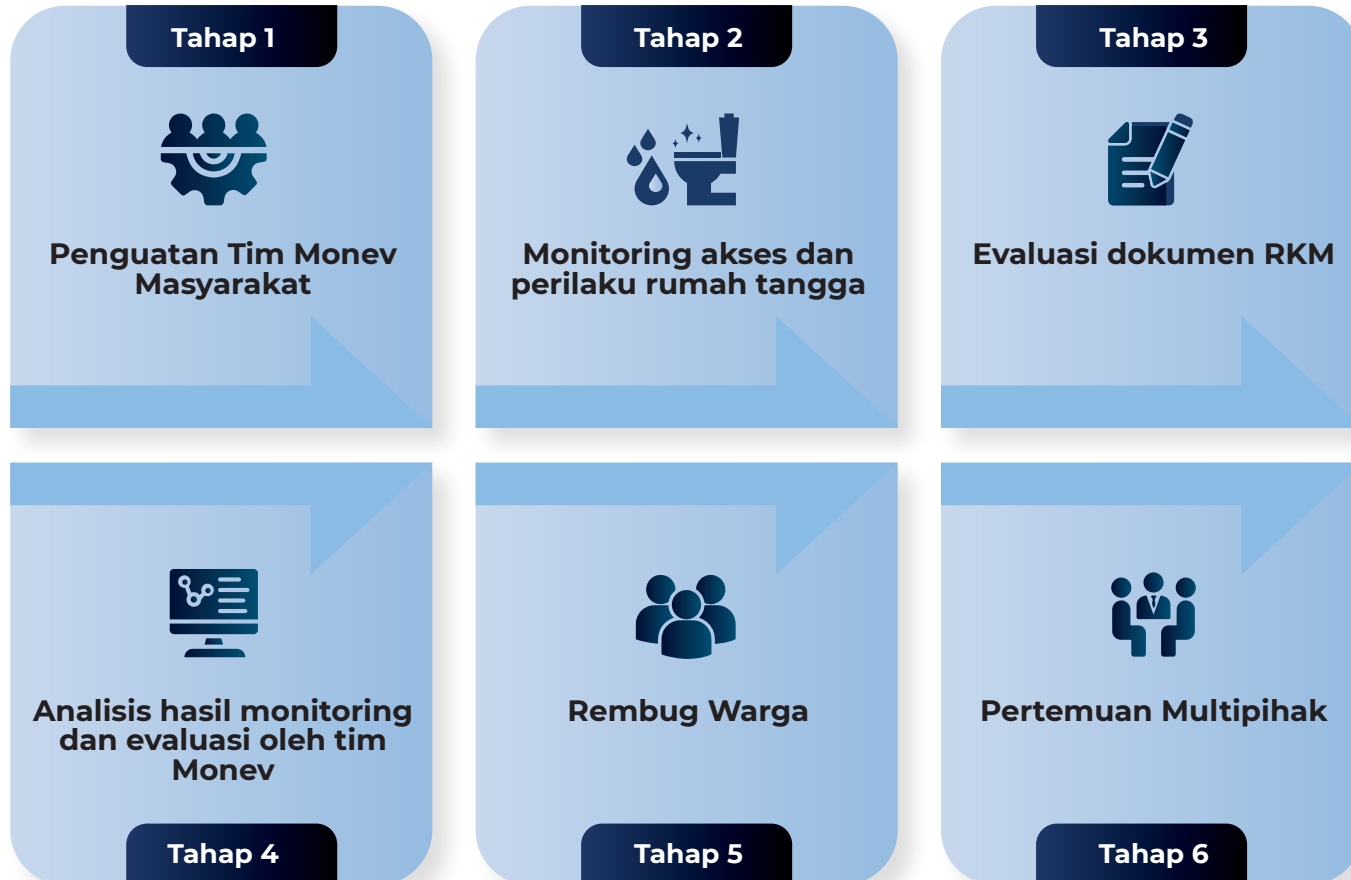 Tahap 1
Penguatan Tim Monev
Masyarakat
Tahap 2
Monitoring akses dan
perilaku rumah tangga
Tahap 3
Evaluasi dokumen RKM
Analisis hasil monitoring
dan evaluasi oleh tim
Monev
Tahap 4
Rembug Warga
Tahap 5
Pertemuan Multipihak
Tahap 6